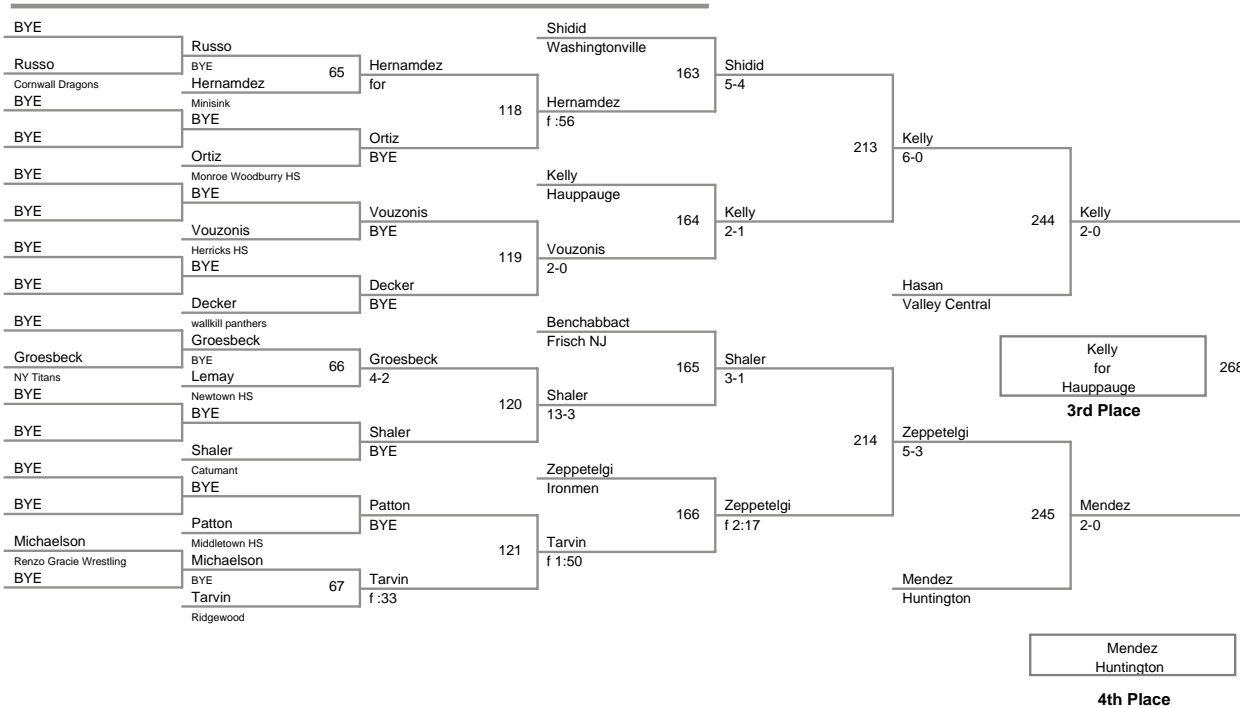 BYE
Russo
Cornwall Dragons
BYE
BYE
BYE
BYE
BYE
BYE
BYE
Groesbeck
NY Titans
BYE
BYE
BYE
BYE
Michaelson
Renzo Gracie Wrestling
BYE
Russo
BYE
65
Hernamdez
Minisink
BYE
Ortiz
Monroe Woodburry HS
BYE
Vouzonis
Herricks HS
BYE
Decker
wallkill panthers
Groesbeck
BYE
66
Lemay
Newtown HS
BYE
Shaler
Catumant
BYE
Patton
Middletown HS
Michaelson
BYE
67
Tarvin
Ridgewood
Hernamdez
for
118
Ortiz
BYE
Vouzonis
BYE
119
Decker
BYE
Groesbeck
4-2
120
Shaler
BYE
Patton
BYE
121
Tarvin
f :33
Shidid
Washingtonville
163
Hernamdez
f :56
Kelly
Hauppauge
164
Vouzonis
2-0
Benchabbact
Frisch NJ
165
Shaler
13-3
Zeppetelgi
Ironmen
166
Tarvin
f 1:50
Shidid
5-4
213
Kelly
2-1
Shaler
3-1
214
Zeppetelgi
f 2:17
Kelly
6-0
244
Hasan
Valley Central
Zeppetelgi
5-3
245
Mendez
Huntington
Kelly
2-0
Kelly
for
Hauppauge
268
3rd Place
Mendez
2-0
Mendez
Huntington
4th Place